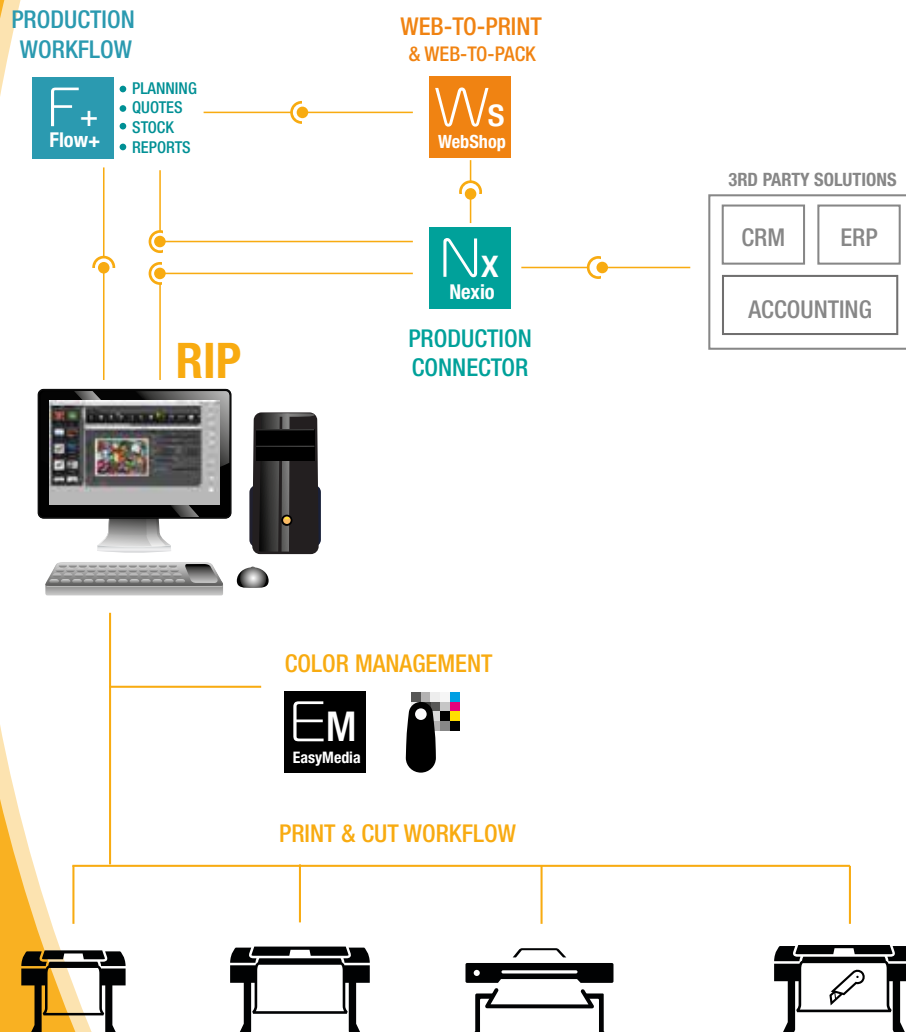 PRODUCTION
WORKFLOW
F+
Flow+
• PLANNING
• QUOTES
• STOCK
• REPORTS
WEB-TO-PRINT
& WEB-TO-PACK
Ws
WebShop
3RD PARTY SOLUTIONS
CRM
ERP
ACCOUNTING
Nx
Nexio
PRODUCTION
CONNECTOR
RIP
COLOR MANAGEMENT
EM
EasyMedia
PRINT & CUT WORKFLOW